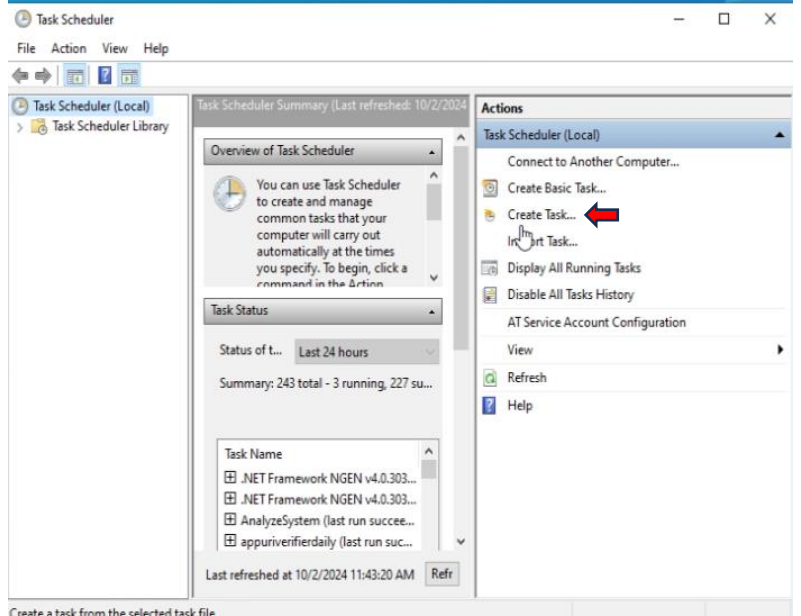 Task Scheduler
File Action View Help
Task Scheduler (Local)
Task Scheduler Library
Task Scheduler Summary (Last refreshed: 10/2/2024
Overview of Task Scheduler
You can use Task Scheduler
to create and manage
common tasks that your
computer will carry out
automatically at the times
you specify. To begin, click a
command in the Action
Task Status
Status of t... Last 24 hours
Summary: 243 total - 3 running, 227 su...
Task Name
.NET Framework NGEN v4.0.303...
.NET Framework NGEN v4.0.303...
AnalyzeSystem (last run succee...
appuriverifierdaily (last run suc...
Last refreshed at 10/2/2024 11:43:20 AM Refr
Actions
Task Scheduler (Local)
Connect to Another Computer...
Create Basic Task...
Create Task...
Task...
Display All Running Tasks
Disable All Tasks History
AT Service Account Configuration
View
Refresh
Help
Create a task from the selected task file